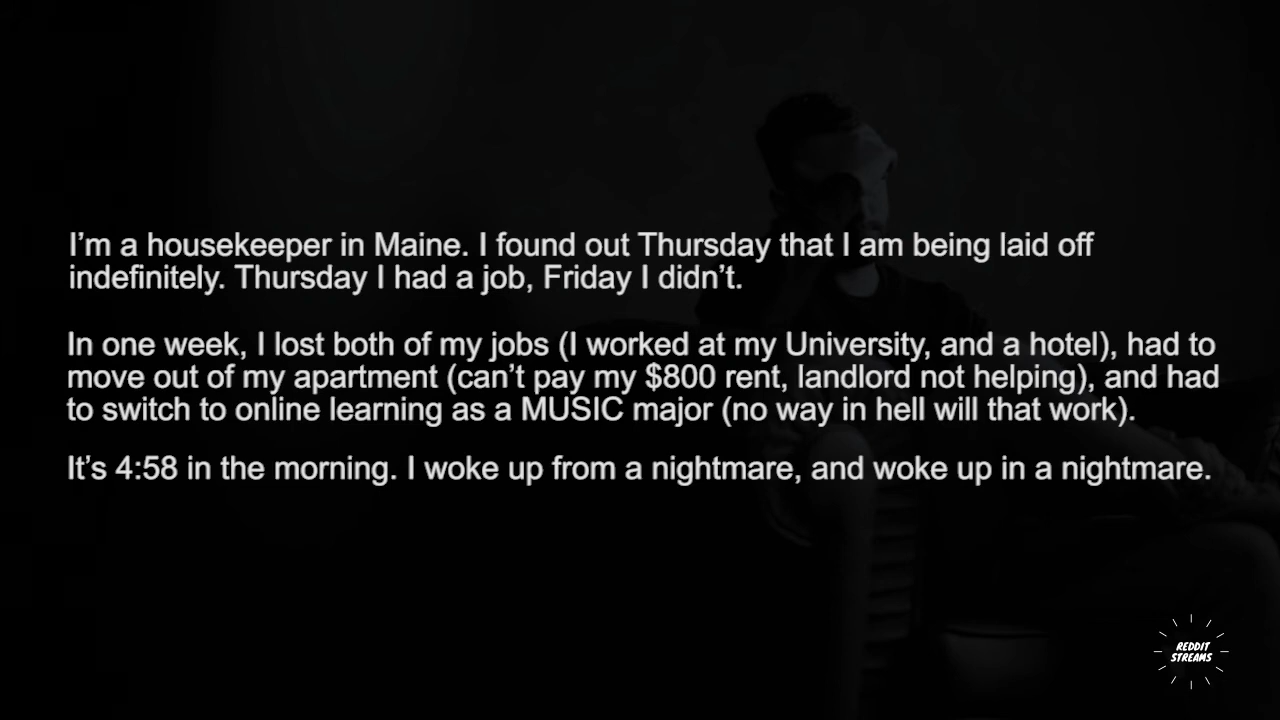 I’m a housekeeper in Maine. I found out Thursday that I am being laid off
indefinitely. Thursday I had a job, Friday I didn’t.
In one week, I lost both of my jobs (I worked at my University, and a hotel), had to
move out of my apartment (can’t pay my $800 rent, landlord not helping), and had
to switch to online learning as a MUSIC major (no way in hell will that work).
It’s 4:58 in the morning. I woke up from a nightmare, and woke up in a nightmare.
REDDIT
STREAMS